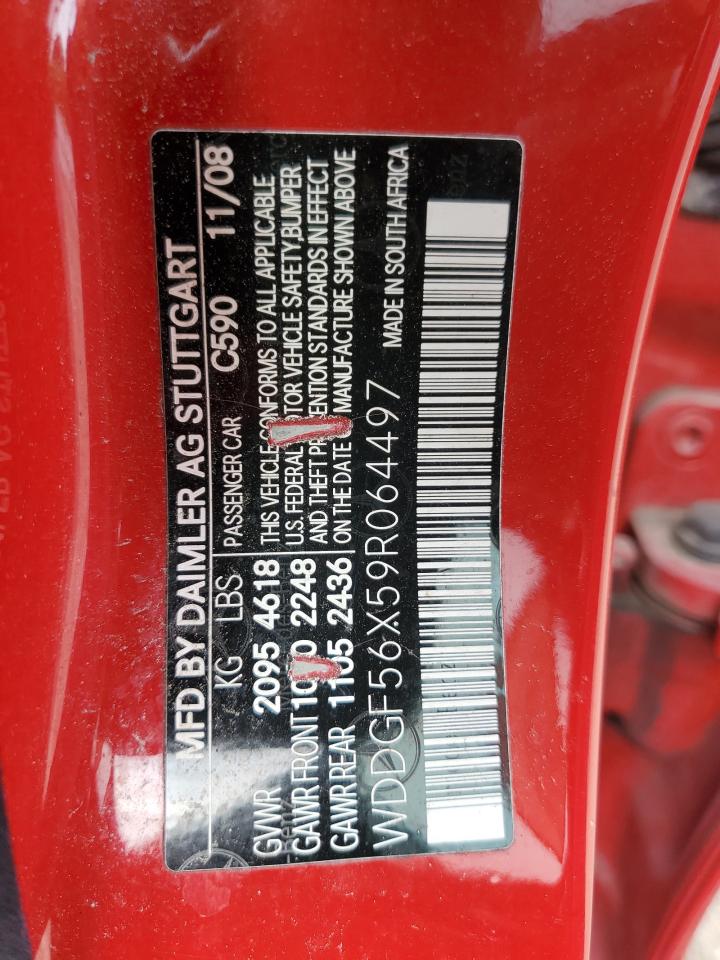 MFD BY DAIMLER AG STUTTGART
KG LBS PASSENGER CAR C590 11/08
GVWR 2095 4618
GAWR FRONT 2248
GAWR REAR 1105 2436
THIS VEHICLE CONFORMS TO ALL APPLICABLE
U.S. FEDERAL VEHICLE SAFETY, BUMPER
AND THEFT STANDARDS IN EFFECT
ON THE DATE MANUFACTURE SHOWN ABOVE
WDDGF56X59R064497 MADE IN SOUTH AFRICA